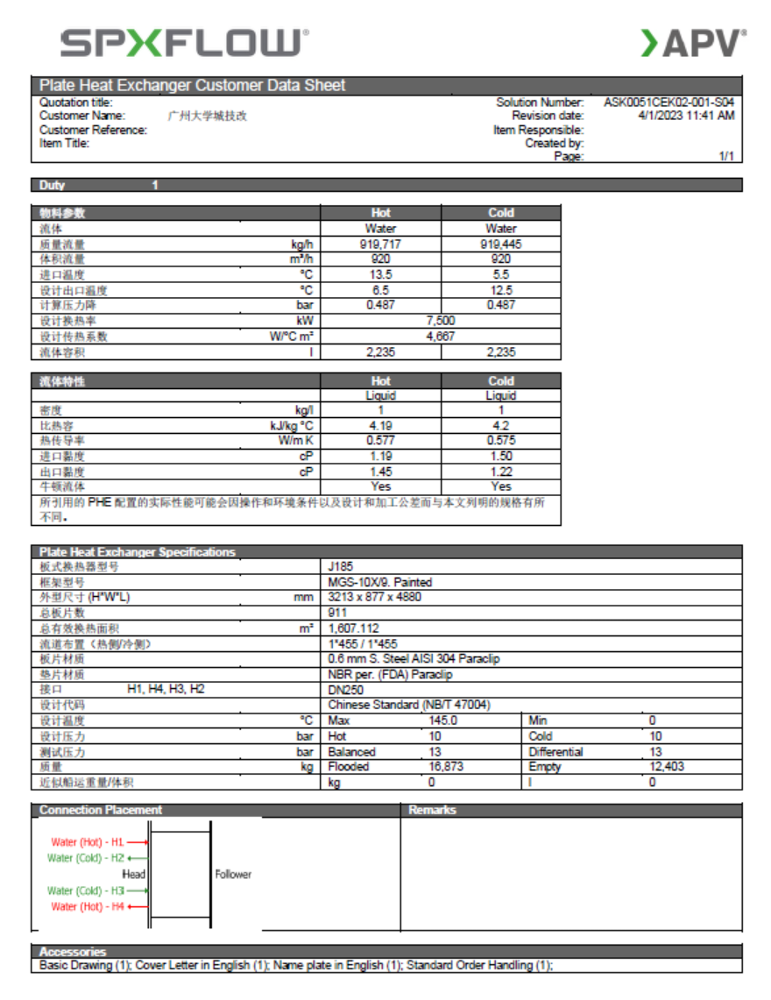 SPXFLOW®
APV®
Plate Heat Exchanger Customer Data Sheet
Quotation title: Solution Number: ASK0051CEK02-001-S04
Customer Name: 广州大学城技改 Revision date: 4/1/2023 11:41 AM
Customer Reference: Item Responsible:
Item Title: Created by:
Page: 1/1
Duty 1
物料参数 Hot Cold
流体 Water Water
质量流量 kg/h 919,717 919,445
体积流量 m³/h 920 920
进口温度 °C 13.5 5.5
设计出口温度 °C 6.5 12.5
计算压力降 bar 0.487 0.487
设计换热率 kW 7,500
设计传热系数 W/°C m² 4,667
流体容积 l 2,235 2,235
流体特性 Hot Cold
Liquid Liquid
密度 kg/l 1 1
比热容 kJ/kg °C 4.19 4.2
热传导率 W/m K 0.577 0.575
进口黏度 cP 1.19 1.50
出口黏度 cP 1.45 1.22
牛顿流体 Yes Yes
所引用的 PHE 配置的实际性能可能会因操作和环境条件以及设计和加工公差而与本文列明的规格有所
不同。
Plate Heat Exchanger Specifications
板式换热器型号 J185
框架型号 MGS-10X/9. Painted
外型尺寸 (H*W*L) mm 3213 x 877 x 4880
总板片数 911
总有效换热面积 m² 1,607.112
流道布置（热侧/冷侧） 1*455 / 1*455
板片材质 0.6 mm S. Steel AISI 304 Paraclip
垫片材质 NBR per. (FDA) Paraclip
接口 H1, H4, H3, H2 DN250
设计代码 Chinese Standard (NB/T 47004)
设计温度 °C Max 145.0 Min 0
设计压力 bar Hot 10 Cold 10
测试压力 bar Balanced 13 Differential 13
质量 kg Flooded 16,873 Empty 12,403
近似船运重量/体积 kg 0 l 0
Connection Placement Remarks
Water (Hot) - H1
Water (Cold) - H2
Head Follower
Water (Cold) - H3
Water (Hot) - H4
Accessories
Basic Drawing (1); Cover Letter in English (1); Name plate in English (1); Standard Order Handling (1);